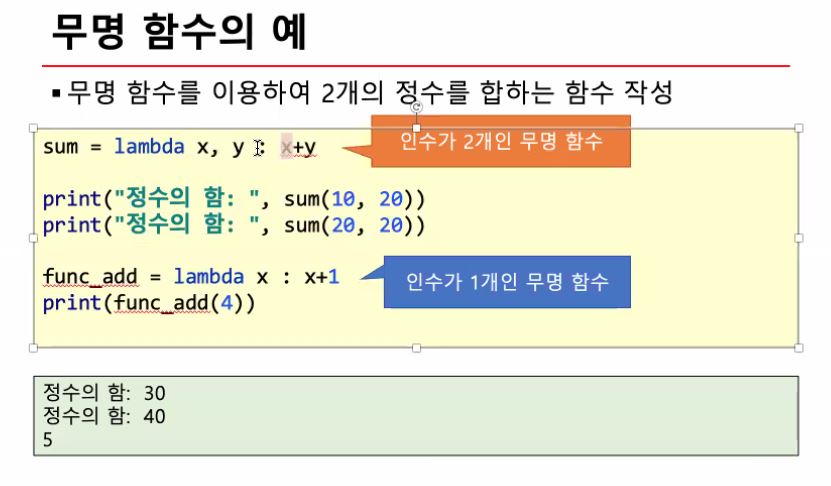 무명 함수의 예
▪ 무명 함수를 이용하여 2개의 정수를 합하는 함수 작성
sum = lambda x, y : x+y
인수가 2개인 무명 함수
print("정수의 함: ", sum(10, 20))
print("정수의 함: ", sum(20, 20))
func_add = lambda x : x+1
인수가 1개인 무명 함수
print(func_add(4))
정수의 함: 30
정수의 함: 40
5